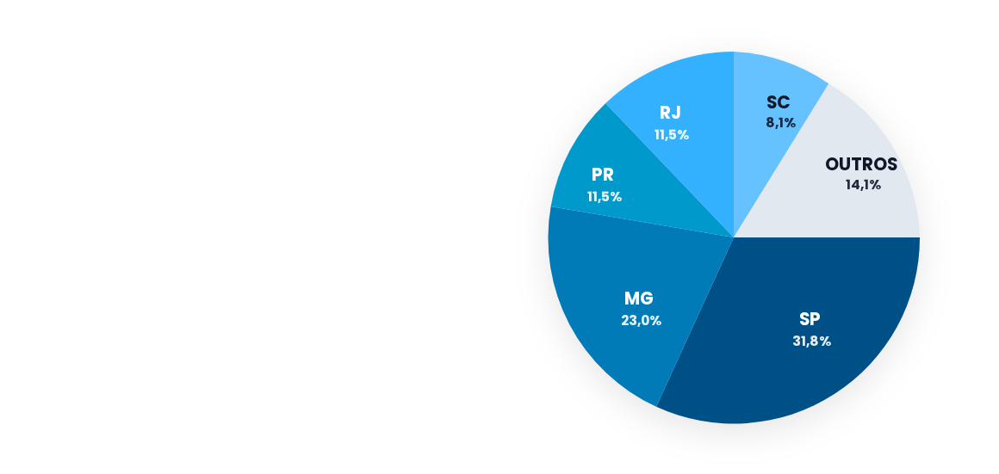 SC
8,1%
RJ
11,5%
OUTROS
14,1%
PR
11,5%
MG
23,0%
SP
31,8%